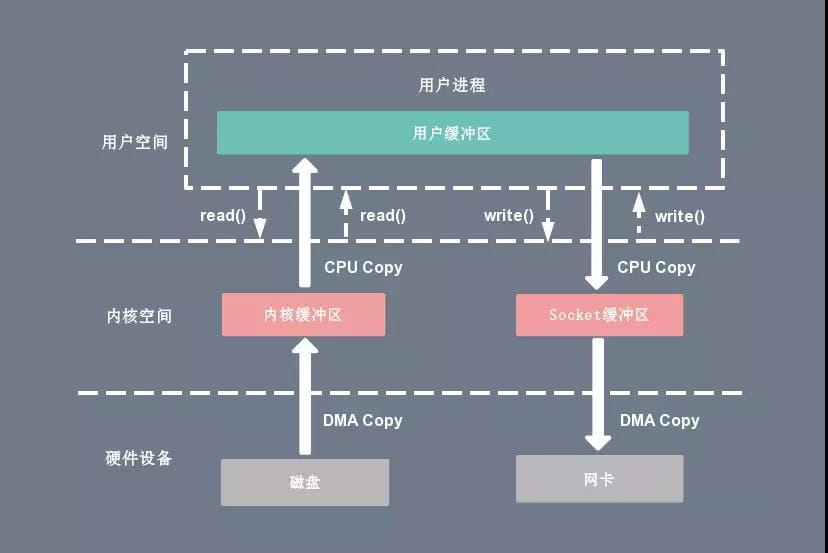 用户进程
用户缓冲区
用户空间
read()
read()
write()
write()
CPU Copy
CPU Copy
内核空间
内核缓冲区
Socket缓冲区
DMA Copy
DMA Copy
硬件设备
磁盘
网卡